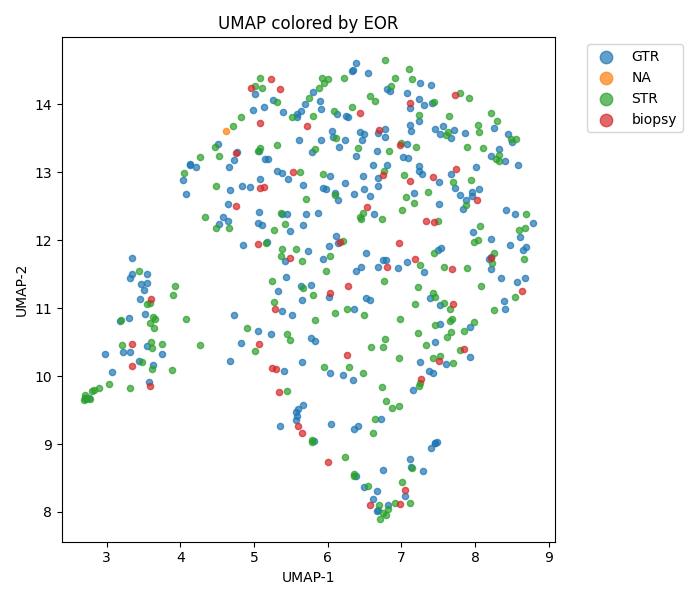 UMAP colored by EOR
GTR
NA
STR
biopsy
UMAP-2
14
13
12
11
10
9
8
3 4 5 6 7 8 9
UMAP-1